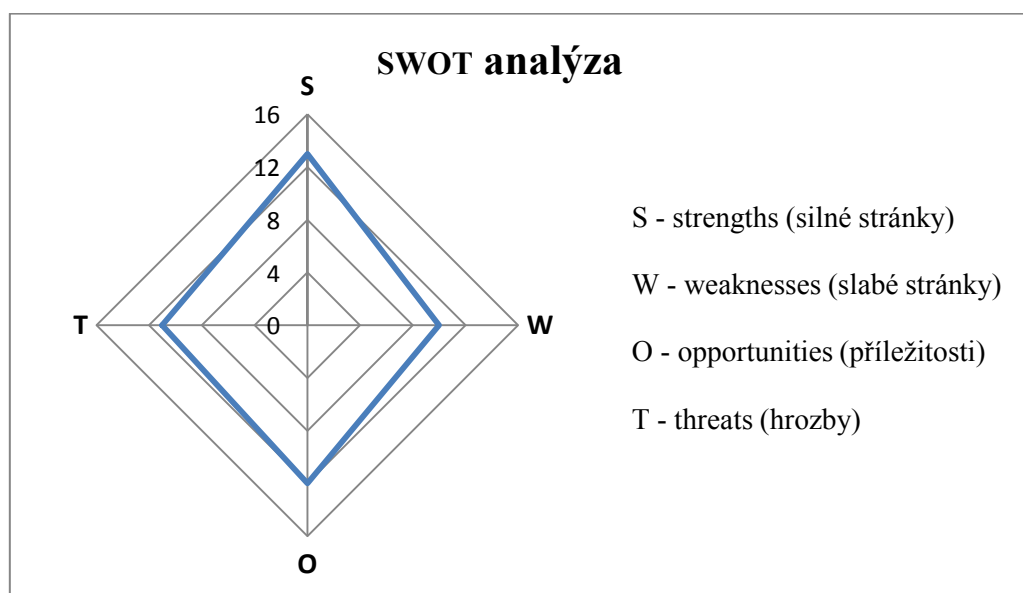 SWOT analýza
S
16
12
8
4
0
T
W
O
S - strengths (silné stránky)
W - weaknesses (slabé stránky)
O - opportunities (příležitosti)
T - threats (hrozby)